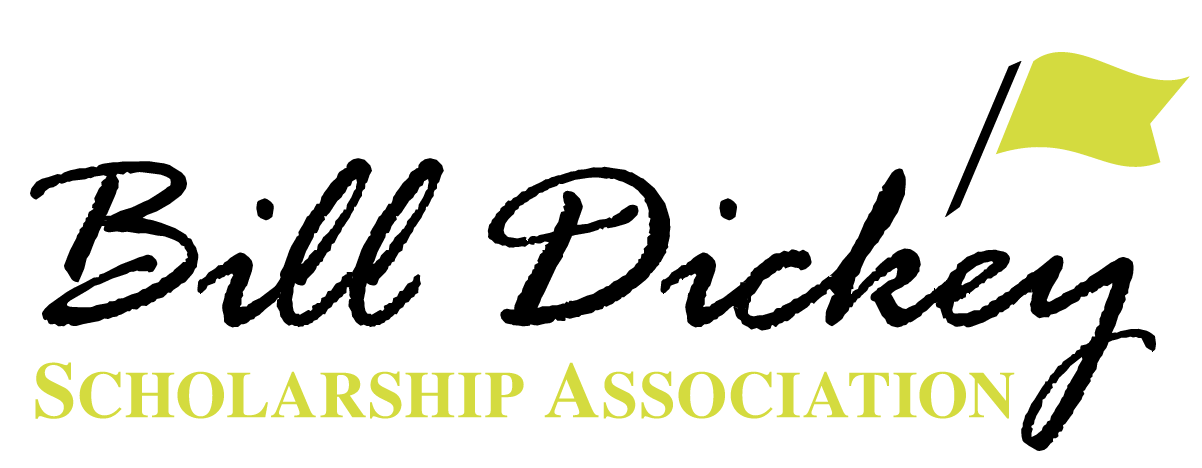 Bill Dickey
SCHOLARSHIP ASSOCIATION